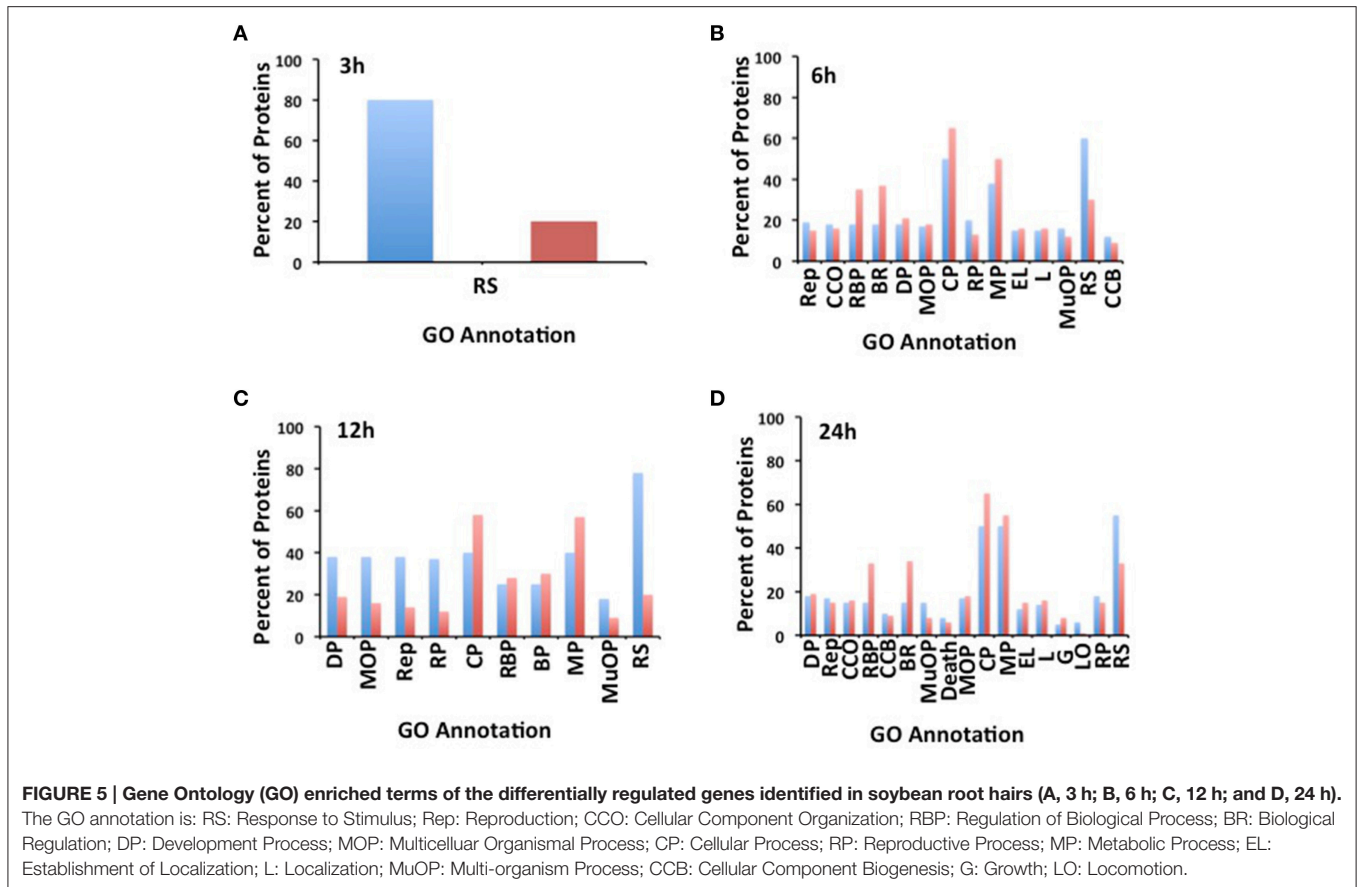 A
3h
100
80
60
40
20
0
Percent of Proteins
RS
GO Annotation
B
6h
100
80
60
40
20
0
Percent of Proteins
Rep CCO RBP BR DP MOP CP RP MP EL L MuOP RS CCB
GO Annotation
C
12h
100
80
60
40
20
0
Percent of Proteins
DP MOP Rep RP CP RBP BP MP MuOP RS
GO Annotation
D
24h
100
80
60
40
20
0
Percent of Proteins
DP Rep CCO RBP CCB BR MuOP Death MOP CP MP EL L G LO RP RS
GO Annotation
FIGURE 5 | Gene Ontology (GO) enriched terms of the differentially regulated genes identified in soybean root hairs (A, 3 h; B, 6 h; C, 12 h; and D, 24 h).
The GO annotation is: RS: Response to Stimulus; Rep: Reproduction; CCO: Cellular Component Organization; RBP: Regulation of Biological Process; BR: Biological
Regulation; DP: Development Process; MOP: Multicelluar Organismal Process; CP: Cellular Process; RP: Reproductive Process; MP: Metabolic Process; EL:
Establishment of Localization; L: Localization; MuOP: Multi-organism Process; CCB: Cellular Component Biogenesis; G: Growth; LO: Locomotion.